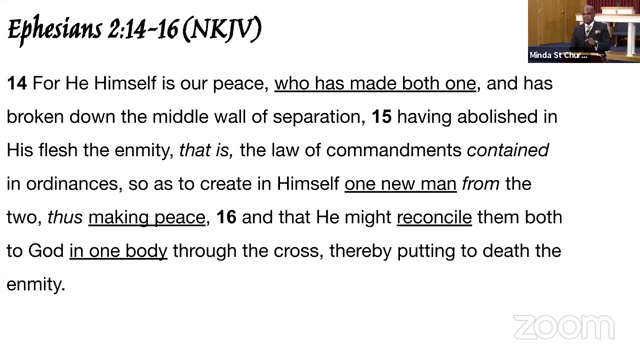 Ephesians 2:14-16 (NKJV)
Minda St Chur...
14 For He Himself is our peace, who has made both one, and has
broken down the middle wall of separation, 15 having abolished in
His flesh the enmity, that is, the law of commandments contained
in ordinances, so as to create in Himself one new man from the
two, thus making peace, 16 and that He might reconcile them both
to God in one body through the cross, thereby putting to death the
enmity.
zoom